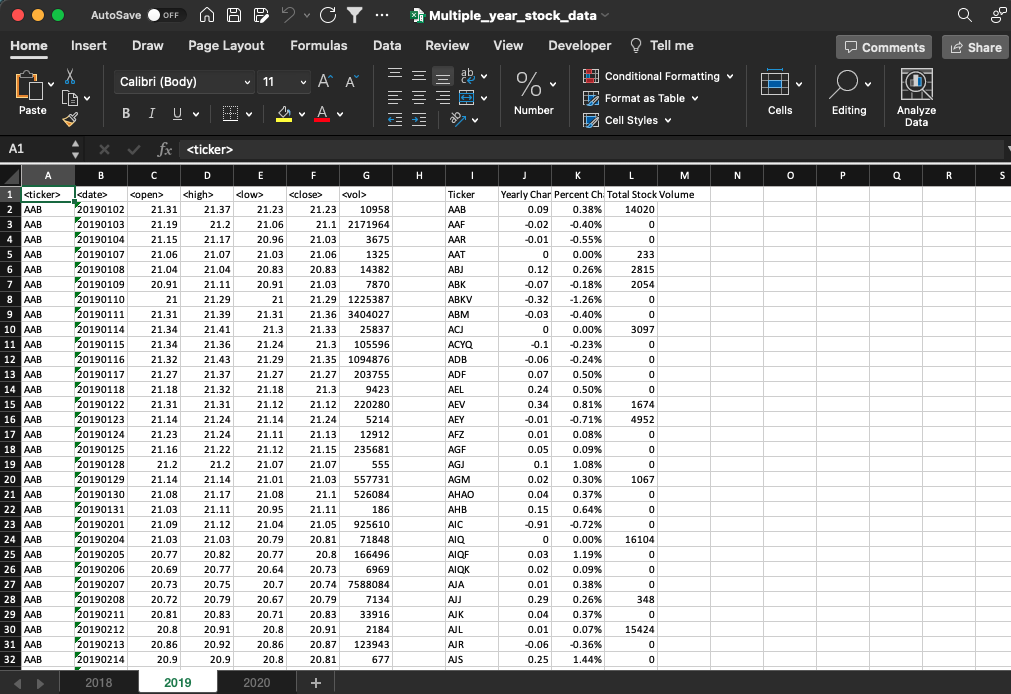 AutoSave OFF Multiple_year_stock_data
Home Insert Draw Page Layout Formulas Data Review View Developer Tell me Comments Share
Paste Calibri (Body) 11 A A ab Conditional Formatting
B I U A % Number Format as Table Cells Editing Analyze Data
Cell Styles
A1 fx <ticker>
A B C D E F G H I J K L M N O P Q R S
1 <ticker> <date> <open> <high> <low> <close> <vol> Ticker Yearly Char Percent Ch Total Stock Volume
2 AAB 20190102 21.31 21.37 21.23 21.23 10958 AAB 0.09 0.38% 14020
3 AAB 20190103 21.19 21.2 21.06 21.1 2171964 AAF -0.02 -0.40% 0
4 AAB 20190104 21.15 21.17 20.96 21.03 3675 AAR -0.01 -0.55% 0
5 AAB 20190107 21.06 21.07 21.03 21.06 1325 AAT 0 0.00% 233
6 AAB 20190108 21.04 21.04 20.83 20.83 14382 ABJ 0.12 0.26% 2815
7 AAB 20190109 20.91 21.11 20.91 21.03 7870 ABK -0.07 -0.18% 2054
8 AAB 20190110 21 21.29 21 21.29 1225387 ABKV -0.32 -1.26% 0
9 AAB 20190111 21.31 21.39 21.31 21.36 3404027 ABM -0.03 -0.40% 0
10 AAB 20190114 21.34 21.41 21.3 21.33 25837 ACJ 0 0.00% 3097
11 AAB 20190115 21.34 21.36 21.24 21.3 105596 ACYQ -0.1 -0.23% 0
12 AAB 20190116 21.32 21.43 21.29 21.35 1094876 ADB -0.06 -0.24% 0
13 AAB 20190117 21.27 21.37 21.27 21.27 203755 ADF 0.07 0.50% 0
14 AAB 20190118 21.18 21.32 21.18 21.3 9423 AEL 0.24 0.50% 0
15 AAB 20190122 21.31 21.31 21.12 21.12 220280 AEV 0.34 0.81% 1674
16 AAB 20190123 21.14 21.24 21.14 21.24 5214 AEY -0.01 -0.71% 4952
17 AAB 20190124 21.23 21.24 21.11 21.13 12912 AFZ 0.01 0.08% 0
18 AAB 20190125 21.16 21.22 21.12 21.15 235681 AGF 0.05 0.09% 0
19 AAB 20190128 21.2 21.2 21.07 21.07 555 AGJ 0.1 1.08% 0
20 AAB 20190129 21.14 21.14 21.01 21.03 557731 AGM 0.02 0.30% 1067
21 AAB 20190130 21.08 21.17 21.08 21.1 526084 AHAO 0.04 0.37% 0
22 AAB 20190131 21.03 21.11 20.95 21.11 186 AHB 0.15 0.64% 0
23 AAB 20190201 21.09 21.12 21.04 21.05 925610 AIC -0.91 -0.72% 0
24 AAB 20190204 21.03 21.03 20.79 20.81 71848 AIQ 0 0.00% 16104
25 AAB 20190205 20.77 20.82 20.77 20.8 166496 AIQF 0.03 1.19% 0
26 AAB 20190206 20.69 20.77 20.64 20.73 6969 AIQK 0.02 0.09% 0
27 AAB 20190207 20.73 20.75 20.7 20.74 7588084 AJA 0.01 0.38% 0
28 AAB 20190208 20.72 20.79 20.67 20.79 7134 AJJ 0.29 0.26% 348
29 AAB 20190211 20.81 20.83 20.71 20.83 33916 AJK 0.04 0.37% 0
30 AAB 20190212 20.8 20.91 20.8 20.91 2184 AJL 0.01 0.07% 15424
31 AAB 20190213 20.86 20.92 20.86 20.87 123943 AJR -0.06 -0.36% 0
32 AAB 20190214 20.9 20.9 20.8 20.81 677 AJS 0.25 1.44% 0
2018 2019 2020 +